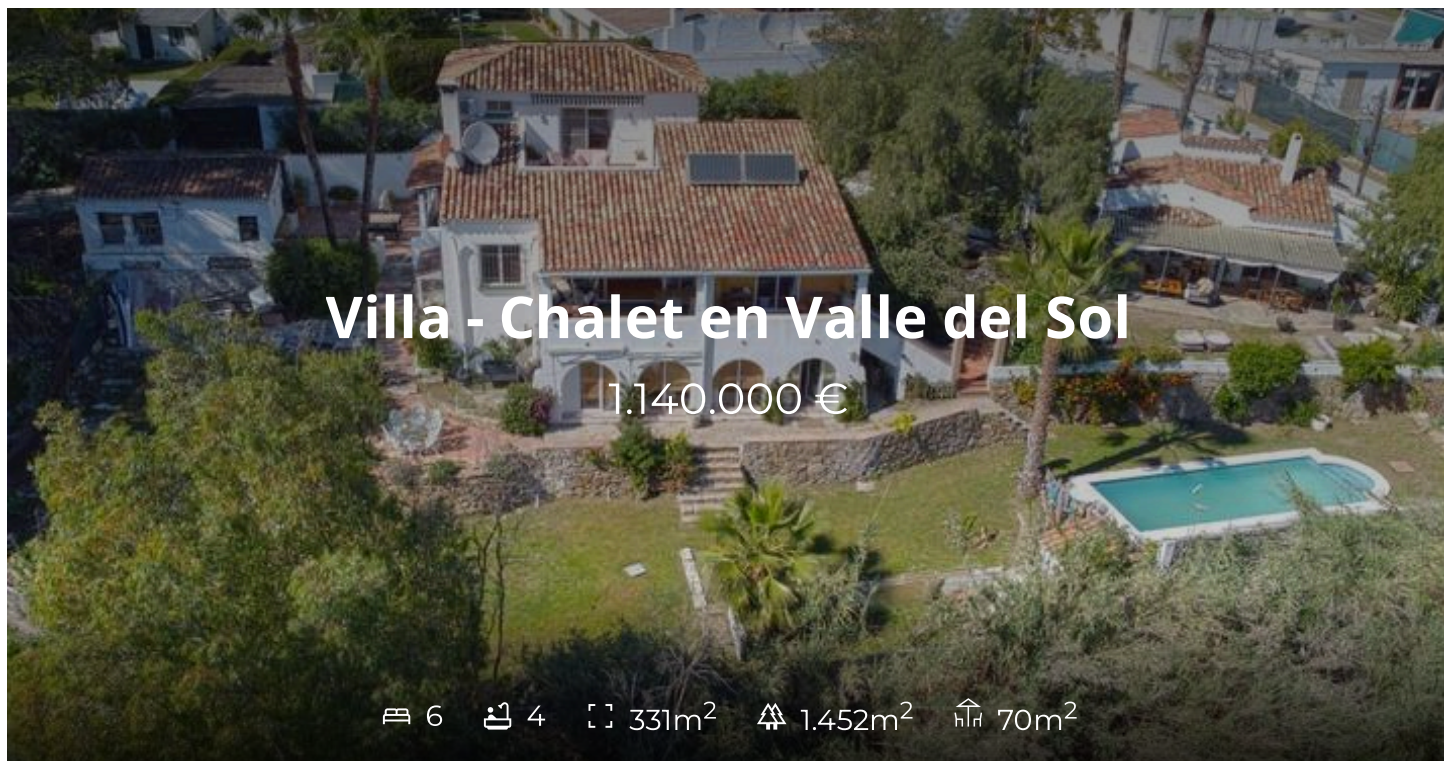 Villa - Chalet en Valle del Sol
1.140.000 €
6 4 331m² 1.452m² 70m²